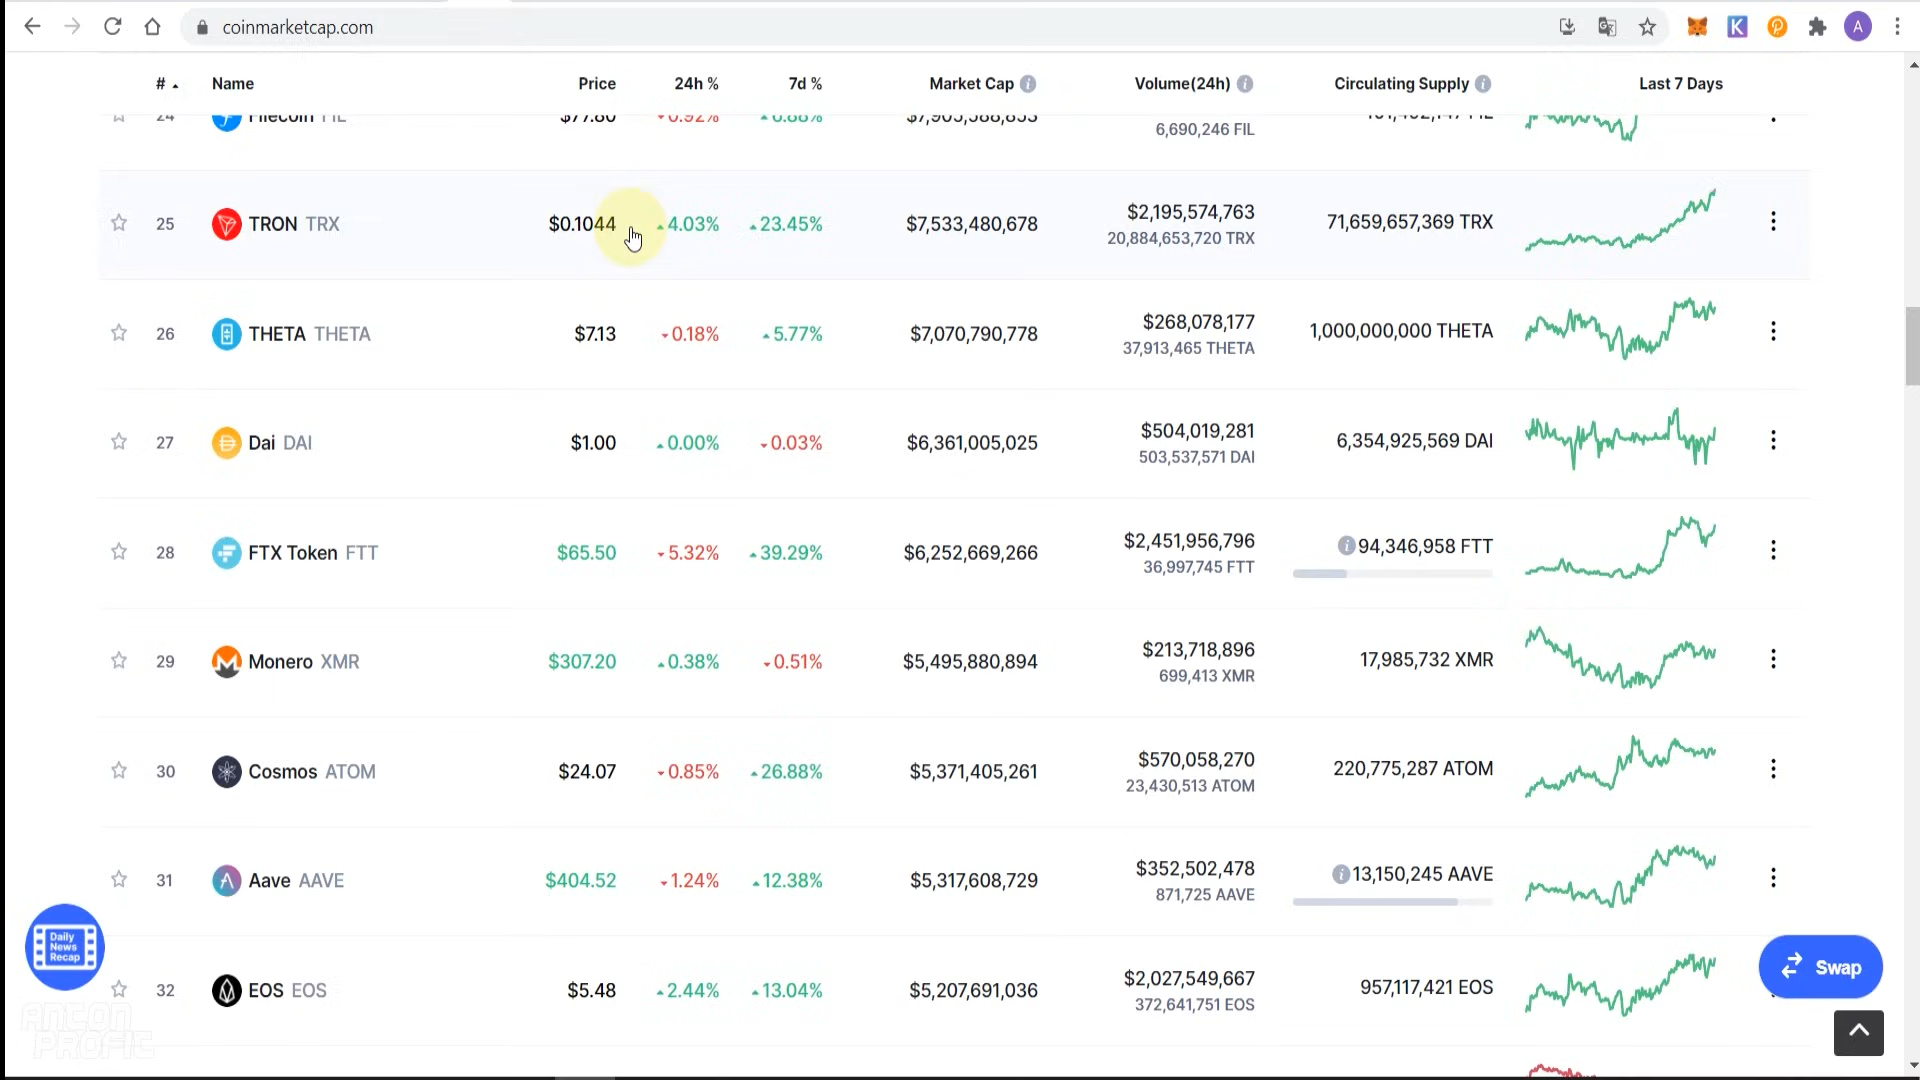 coinmarketcap.com
A
# Name Price 24h % 7d % Market Cap Volume(24h) Circulating Supply Last 7 Days
24 Filecoin FIL $77.80 0.92% 0.88%
6,690,246 FIL
25 TRON TRX $0.1044 4.03% 23.45% $7,533,480,678 $2,195,574,763 71,659,657,369 TRX
20,884,653,720 TRX
26 THETA THETA $7.13 0.18% 5.77% $7,070,790,778 $268,078,177 1,000,000,000 THETA
37,913,465 THETA
27 Dai DAI $1.00 0.00% 0.03% $6,361,005,025 $504,019,281 6,354,925,569 DAI
503,537,571 DAI
28 FTX Token FTT $65.50 5.32% 39.29% $6,252,669,266 $2,451,956,796 94,346,958 FTT
36,997,745 FTT
29 Monero XMR $307.20 0.38% 0.51% $5,495,880,894 $213,718,896 17,985,732 XMR
699,413 XMR
30 Cosmos ATOM $24.07 0.85% 26.88% $5,371,405,261 $570,058,270 220,775,287 ATOM
23,430,513 ATOM
31 Aave AAVE $404.52 1.24% 12.38% $5,317,608,729 $352,502,478 13,150,245 AAVE
871,725 AAVE
Daily
News
Recap
32 EOS EOS $5.48 2.44% 13.04% $5,207,691,036 $2,027,549,667 957,117,421 EOS
372,641,751 EOS
Swap
ANTON
PROFIT